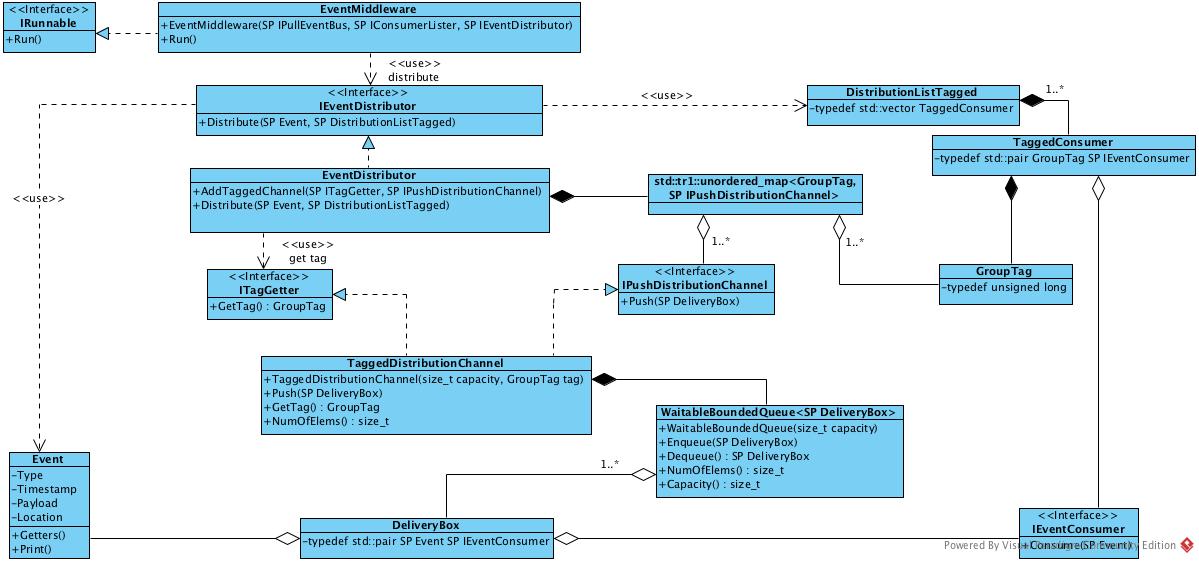 <<Interface>>
IRunnable
+Run()
EventMiddleware
+EventMiddleware(SP IPullEventBus, SP IConsumerLister, SP IEventDistributor)
+Run()
<<use>>
distribute
<<Interface>>
IEventDistributor
+Distribute(SP Event, SP DistributionListTagged)
<<use>>
DistributionListTagged
-typedef std::vector TaggedConsumer
1..*
TaggedConsumer
-typedef std::pair GroupTag SP IEventConsumer
<<use>>
EventDistributor
+AddTaggedChannel(SP ITagGetter, SP IPushDistributionChannel)
+Distribute(SP Event, SP DistributionListTagged)
std::tr1::unordered_map<GroupTag,
SP IPushDistributionChannel>
<<use>>
get tag
1..*
1..*
<<Interface>>
ITagGetter
+GetTag() : GroupTag
<<Interface>>
IPushDistributionChannel
+Push(SP DeliveryBox)
GroupTag
-typedef unsigned long
TaggedDistributionChannel
+TaggedDistributionChannel(size_t capacity, GroupTag tag)
+Push(SP DeliveryBox)
+GetTag() : GroupTag
+NumOfElems() : size_t
WaitableBoundedQueue<SP DeliveryBox>
+WaitableBoundedQueue(size_t capacity)
+Enqueue(SP DeliveryBox)
+Dequeue() : SP DeliveryBox
+NumOfElems() : size_t
+Capacity() : size_t
1..*
Event
-Type
-Timestamp
-Payload
-Location
+Getters()
+Print()
DeliveryBox
-typedef std::pair SP Event SP IEventConsumer
<<Interface>>
IEventConsumer
+Consume(SP Event)
Powered By Visual Paradigm Community Edition